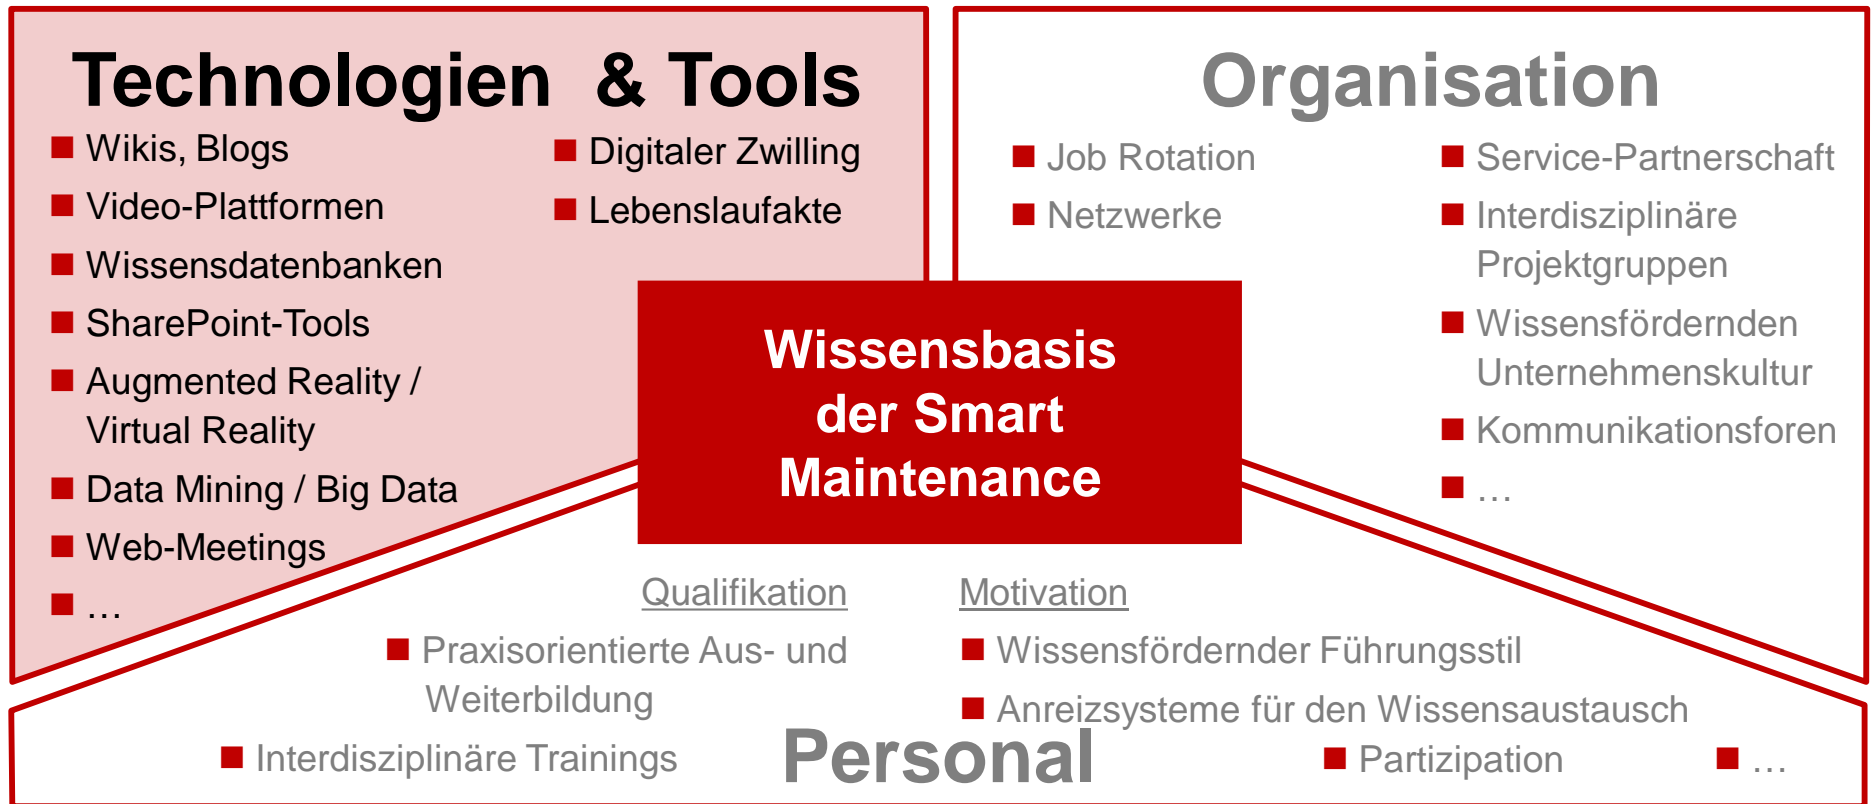 Technologien & Tools
Wikis, Blogs
Video-Plattformen
Wissensdatenbanken
SharePoint-Tools
Augmented Reality /
Virtual Reality
Data Mining / Big Data
Web-Meetings
…
Digitaler Zwilling
Lebenslaufakte
Organisation
Job Rotation
Netzwerke
Service-Partnerschaft
Interdisziplinäre
Projektgruppen
Wissensfördernden
Unternehmenskultur
Kommunikationsforen
…
Wissensbasis
der Smart
Maintenance
Qualifikation
Praxisorientierte Aus- und
Weiterbildung
Interdisziplinäre Trainings
Motivation
Wissensfördernder Führungsstil
Anreizsysteme für den Wissensaustausch
Partizipation
…
Personal